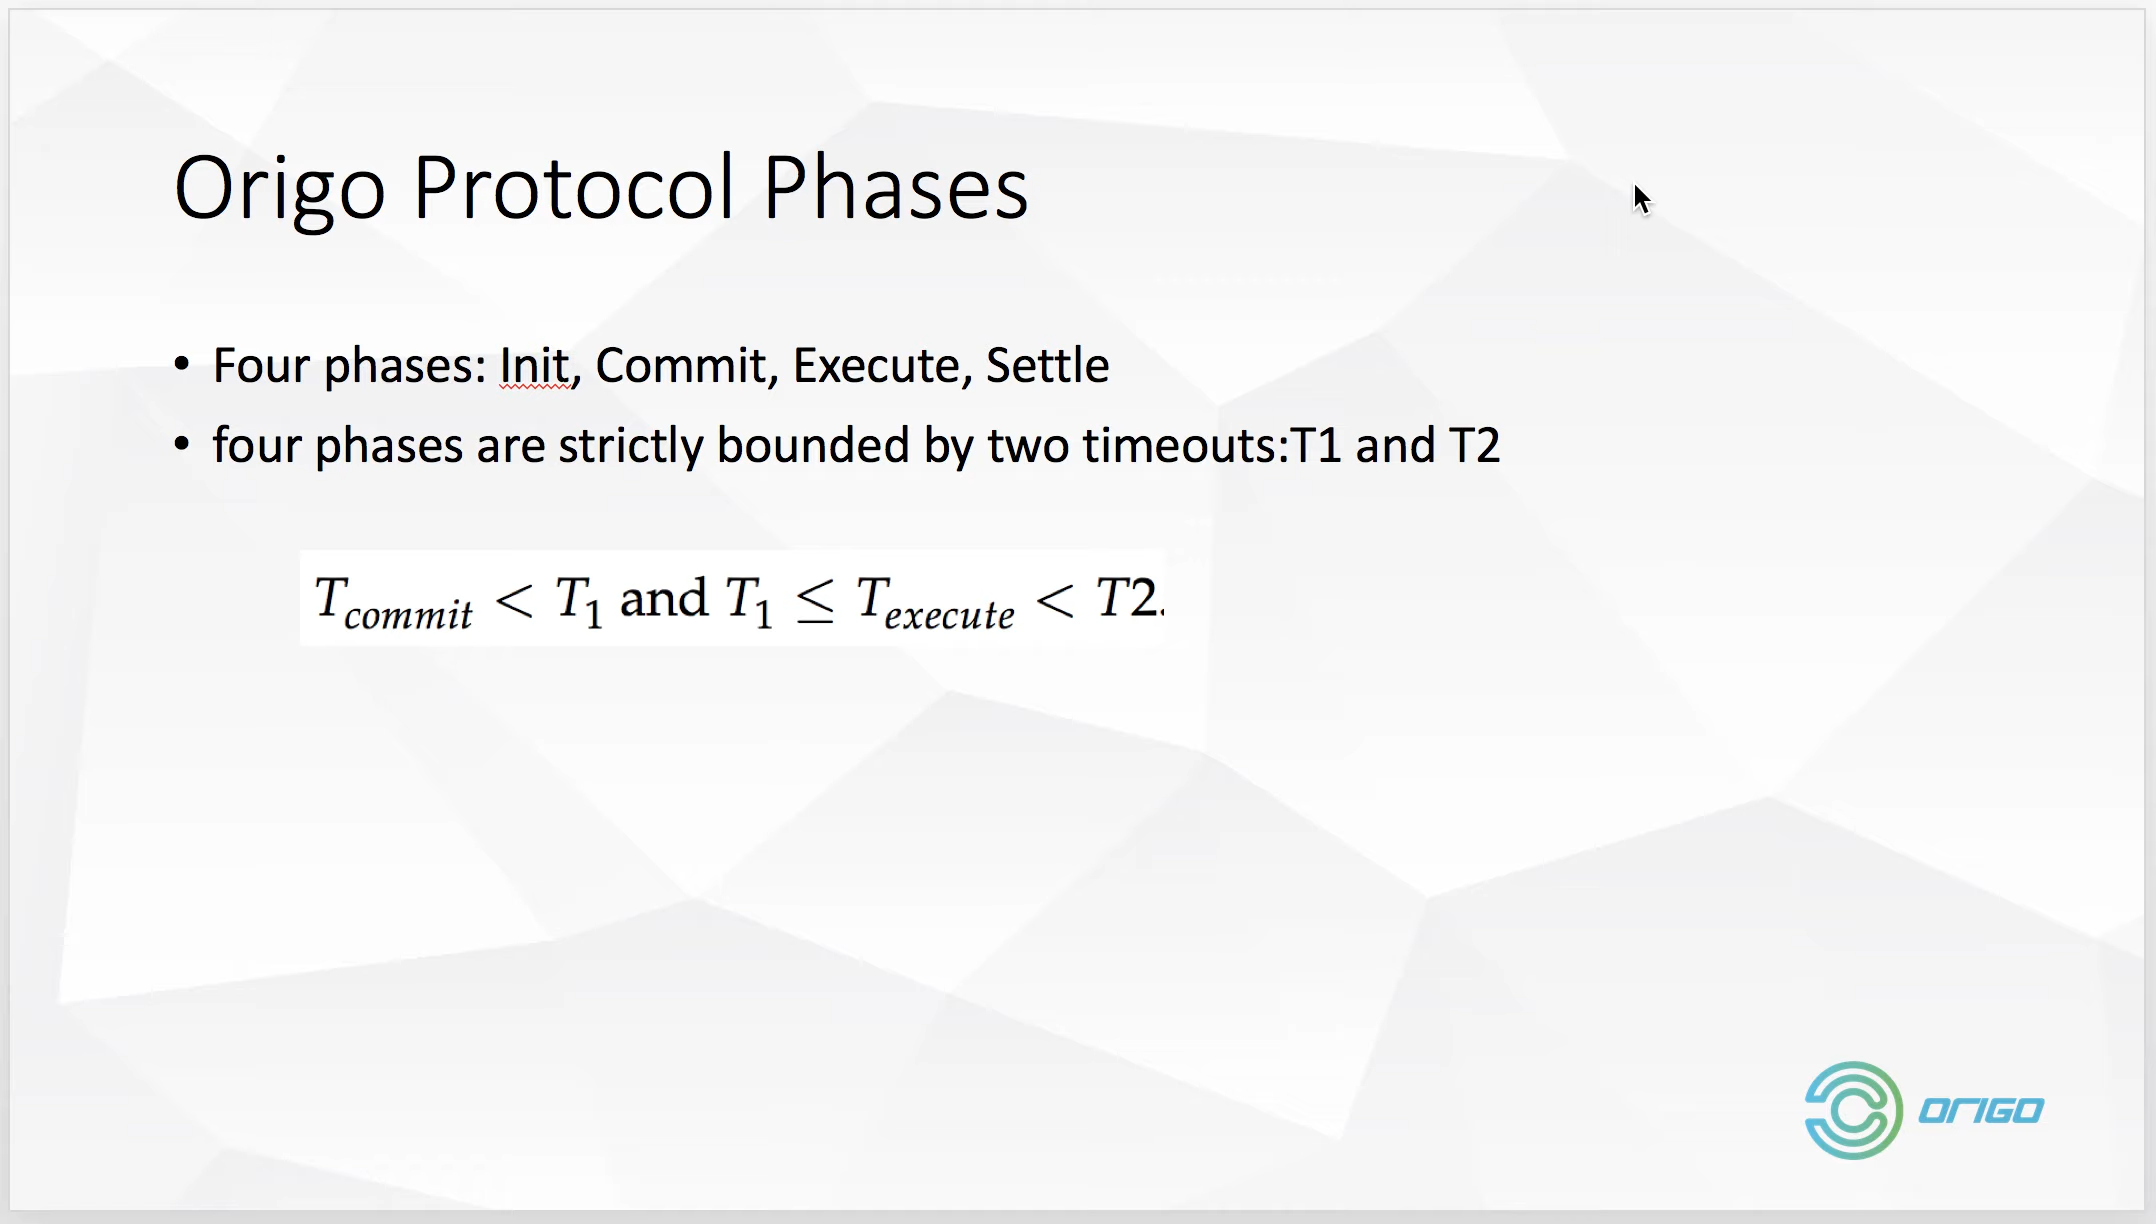 Origo Protocol Phases
• Four phases: Init, Commit, Execute, Settle
• four phases are strictly bounded by two timeouts:T1 and T2
T_commit < T_1 and T_1 ≤ T_execute < T2.
ORIGO